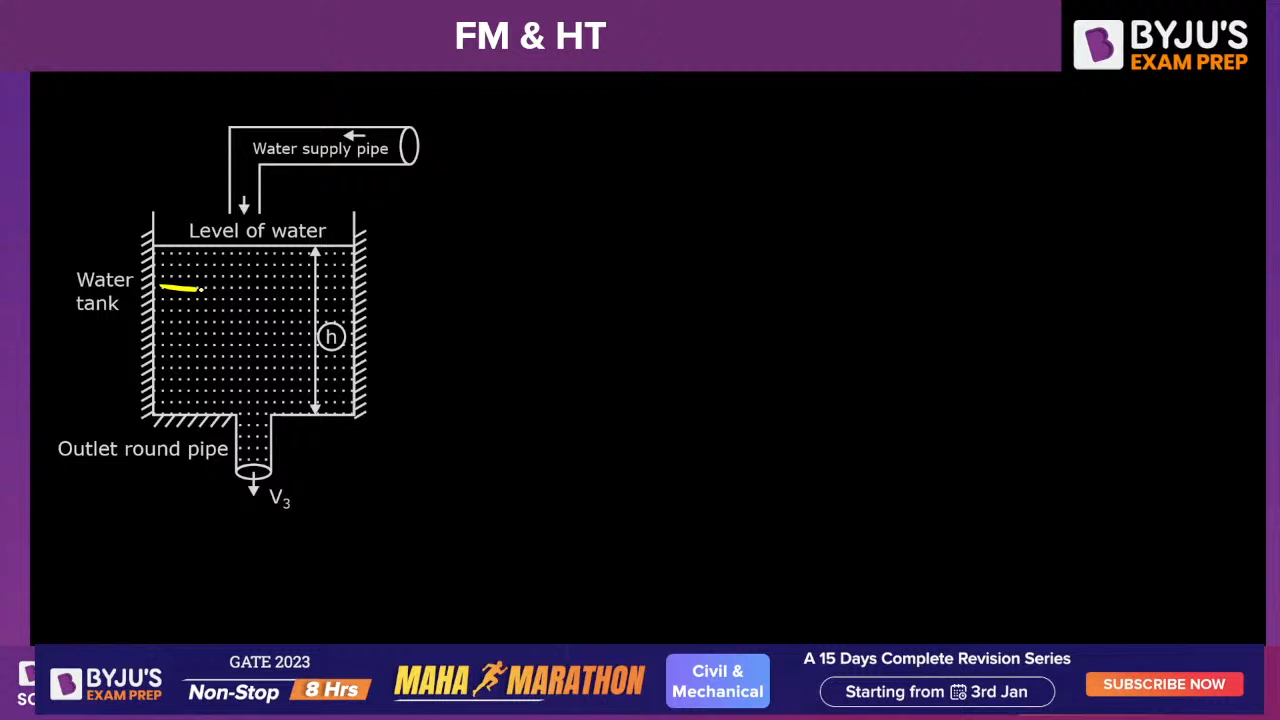 FM & HT
BYJU'S
EXAM PREP
Water supply pipe
Level of water
Water
tank
h
Outlet round pipe
V3
BYJU'S
EXAM PREP
GATE 2023
Non-Stop 8 Hrs
MAHA MARATHON
Civil &
Mechanical
A 15 Days Complete Revision Series
Starting from 3rd Jan
SUBSCRIBE NOW